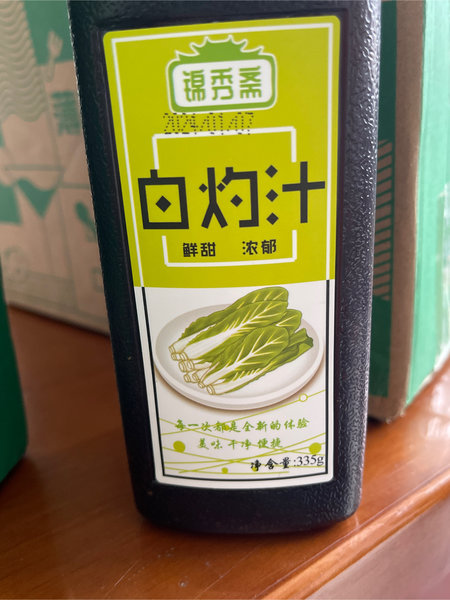 锦秀斋
2024/01/07
白灼汁
鲜甜 浓郁
每一次都是全新的体验
美味干净便捷
净含量:335g